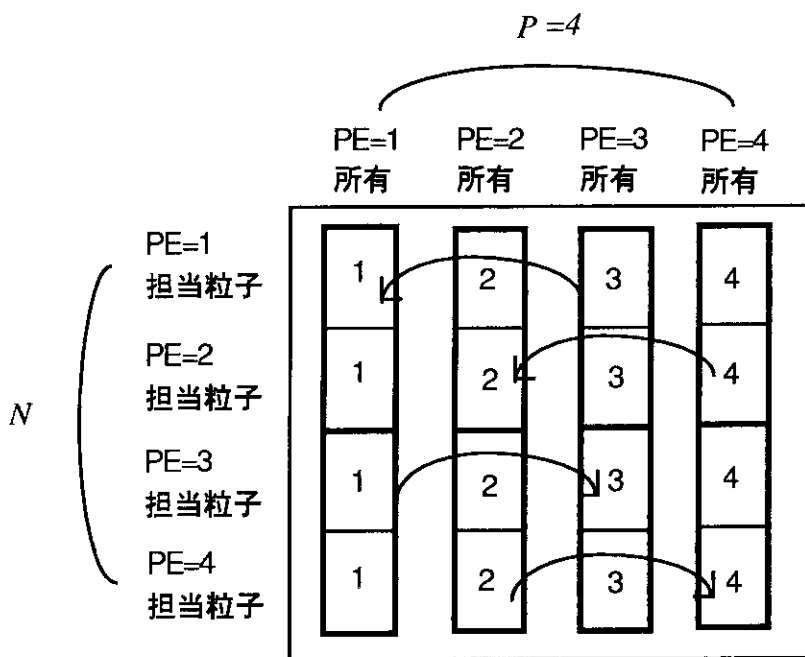 P=4
PE=1 PE=2 PE=3 PE=4
所有 所有 所有 所有
PE=1
担当粒子
1 2 3 4
PE=2
担当粒子
1 2 3 4
N
PE=3
担当粒子
1 2 3 4
PE=4
担当粒子
1 2 3 4